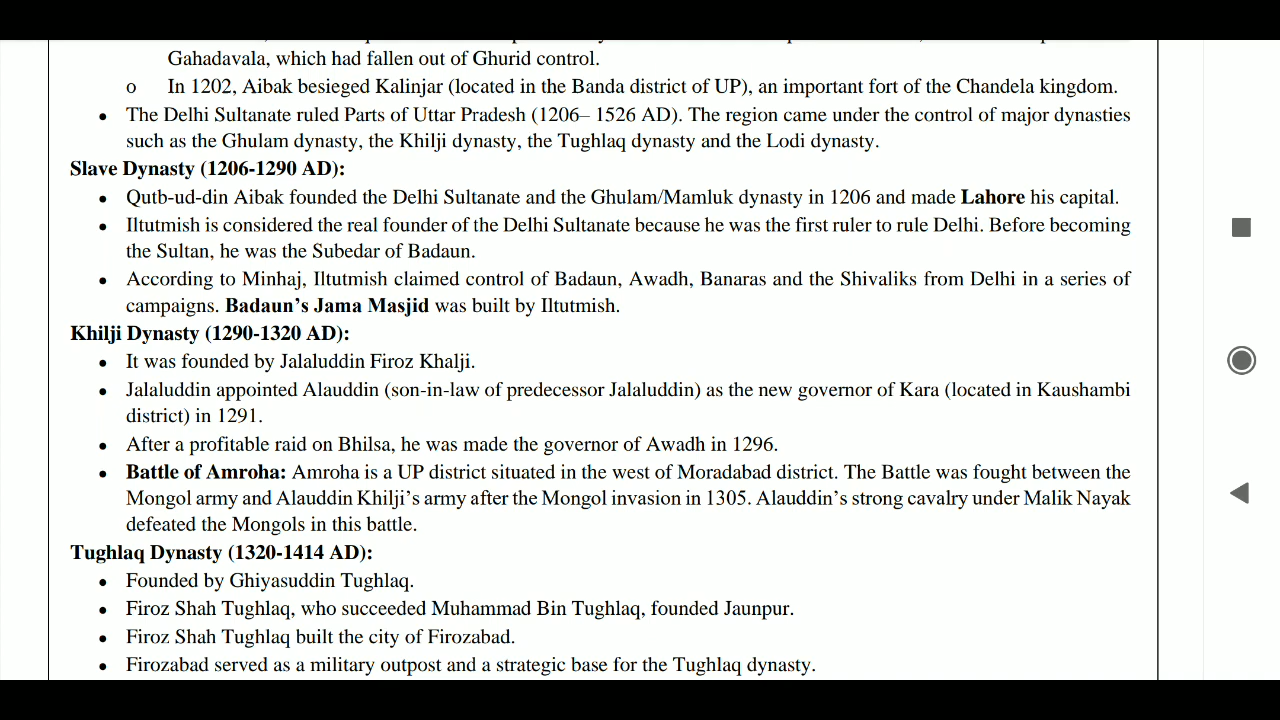 Gahadavala, which had fallen out of Ghurid control.
o In 1202, Aibak besieged Kalinjar (located in the Banda district of UP), an important fort of the Chandela kingdom.
• The Delhi Sultanate ruled Parts of Uttar Pradesh (1206– 1526 AD). The region came under the control of major dynasties
such as the Ghulam dynasty, the Khilji dynasty, the Tughlaq dynasty and the Lodi dynasty.
Slave Dynasty (1206-1290 AD):
• Qutb-ud-din Aibak founded the Delhi Sultanate and the Ghulam/Mamluk dynasty in 1206 and made Lahore his capital.
• Iltutmish is considered the real founder of the Delhi Sultanate because he was the first ruler to rule Delhi. Before becoming
the Sultan, he was the Subedar of Badaun.
• According to Minhaj, Iltutmish claimed control of Badaun, Awadh, Banaras and the Shivaliks from Delhi in a series of
campaigns. Badaun’s Jama Masjid was built by Iltutmish.
Khilji Dynasty (1290-1320 AD):
• It was founded by Jalaluddin Firoz Khalji.
• Jalaluddin appointed Alauddin (son-in-law of predecessor Jalaluddin) as the new governor of Kara (located in Kaushambi
district) in 1291.
• After a profitable raid on Bhilsa, he was made the governor of Awadh in 1296.
• Battle of Amroha: Amroha is a UP district situated in the west of Moradabad district. The Battle was fought between the
Mongol army and Alauddin Khilji’s army after the Mongol invasion in 1305. Alauddin’s strong cavalry under Malik Nayak
defeated the Mongols in this battle.
Tughlaq Dynasty (1320-1414 AD):
• Founded by Ghiyasuddin Tughlaq.
• Firoz Shah Tughlaq, who succeeded Muhammad Bin Tughlaq, founded Jaunpur.
• Firoz Shah Tughlaq built the city of Firozabad.
• Firozabad served as a military outpost and a strategic base for the Tughlaq dynasty.